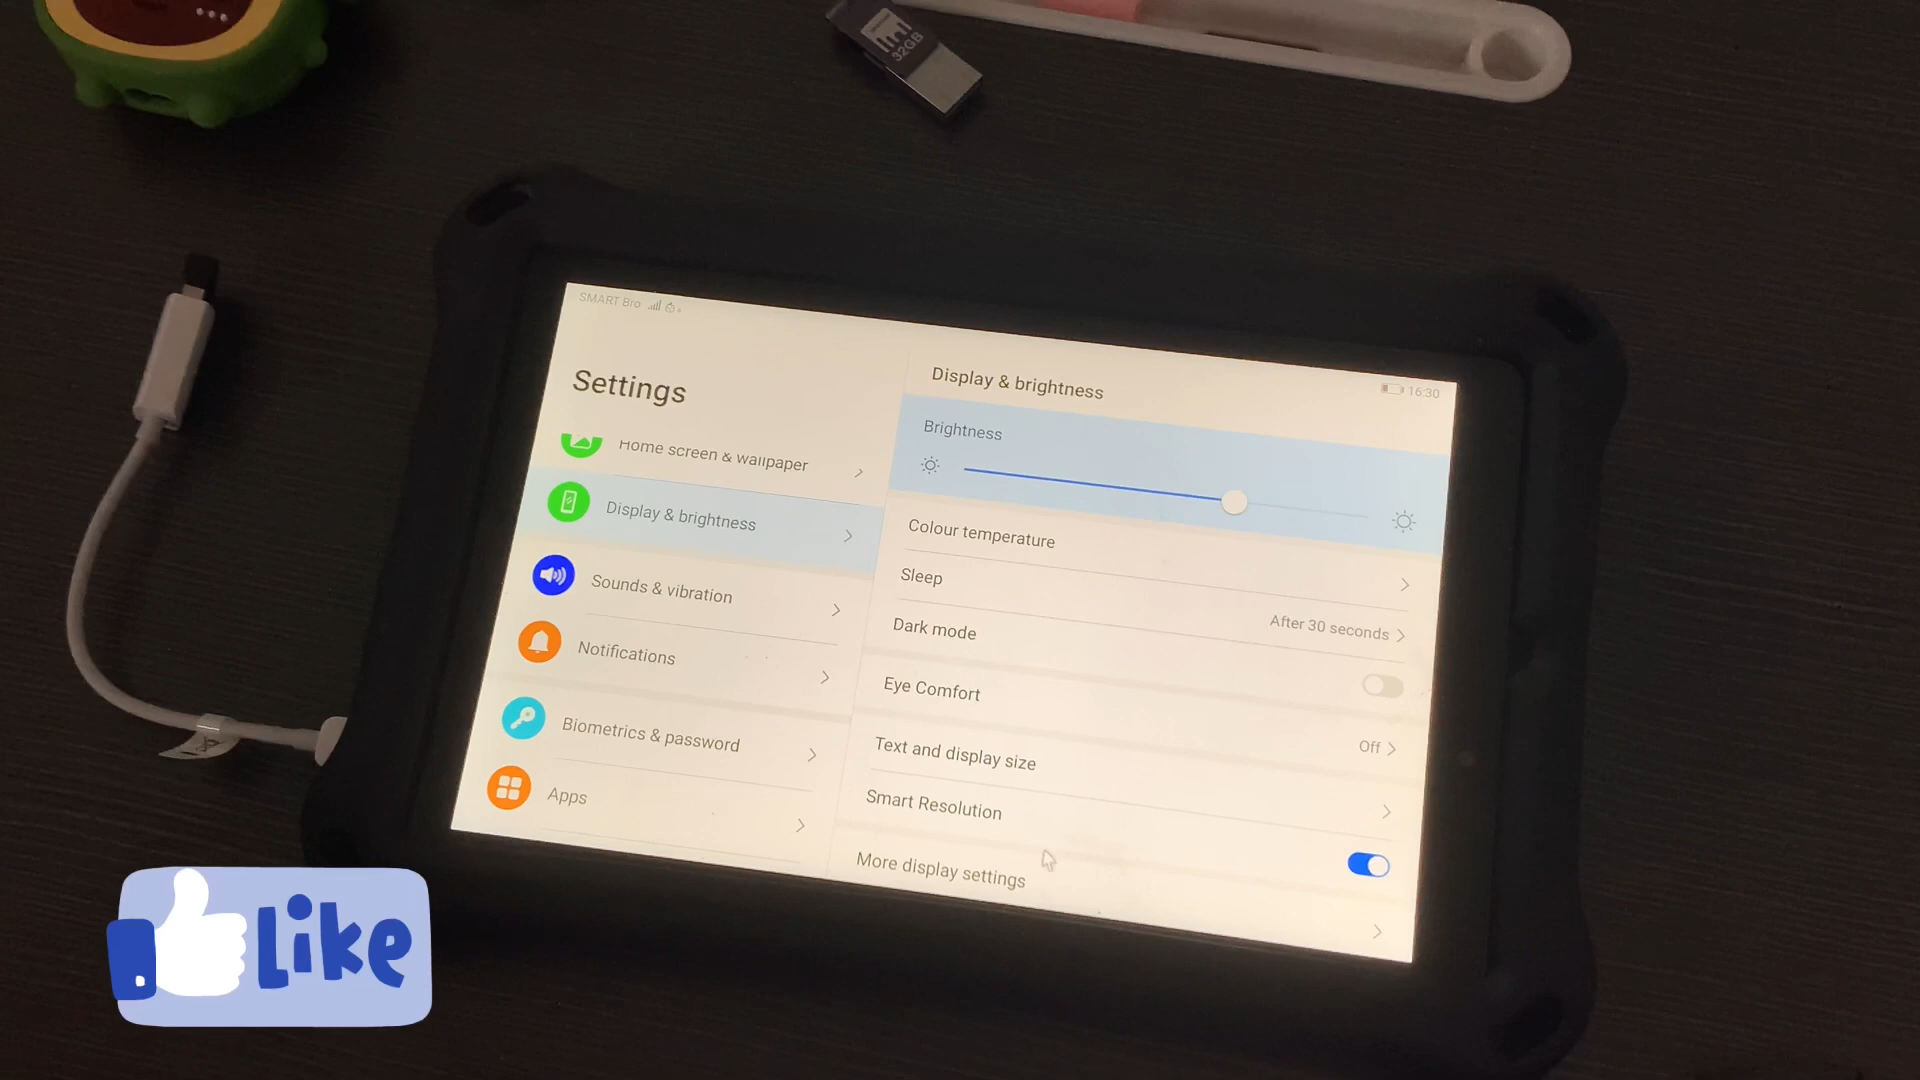 32GB
SMART Bro
16:30
Settings
Home screen & wallpaper
Display & brightness
Sounds & vibration
Notifications
Biometrics & password
Apps
Display & brightness
Brightness
Colour temperature
Sleep
After 30 seconds
Dark mode
Eye Comfort
Off
Text and display size
Smart Resolution
More display settings
Like